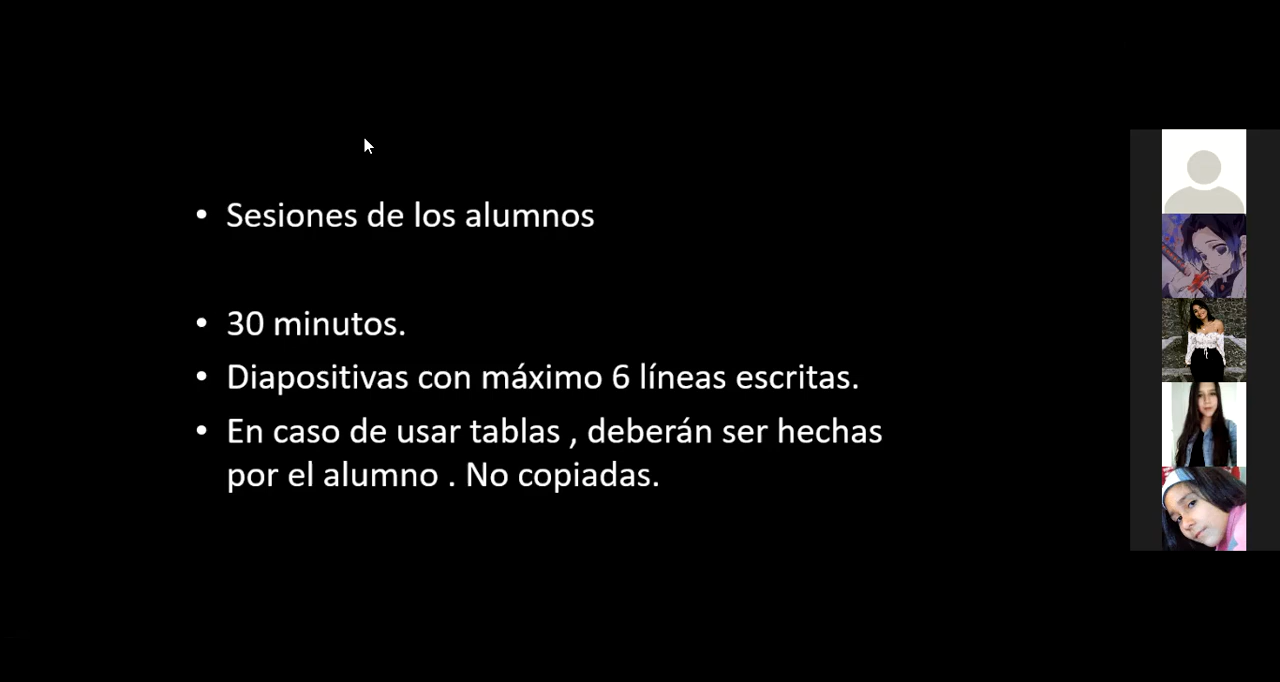 • Sesiones de los alumnos
• 30 minutos.
• Diapositivas con máximo 6 líneas escritas.
• En caso de usar tablas , deberán ser hechas
por el alumno . No copiadas.